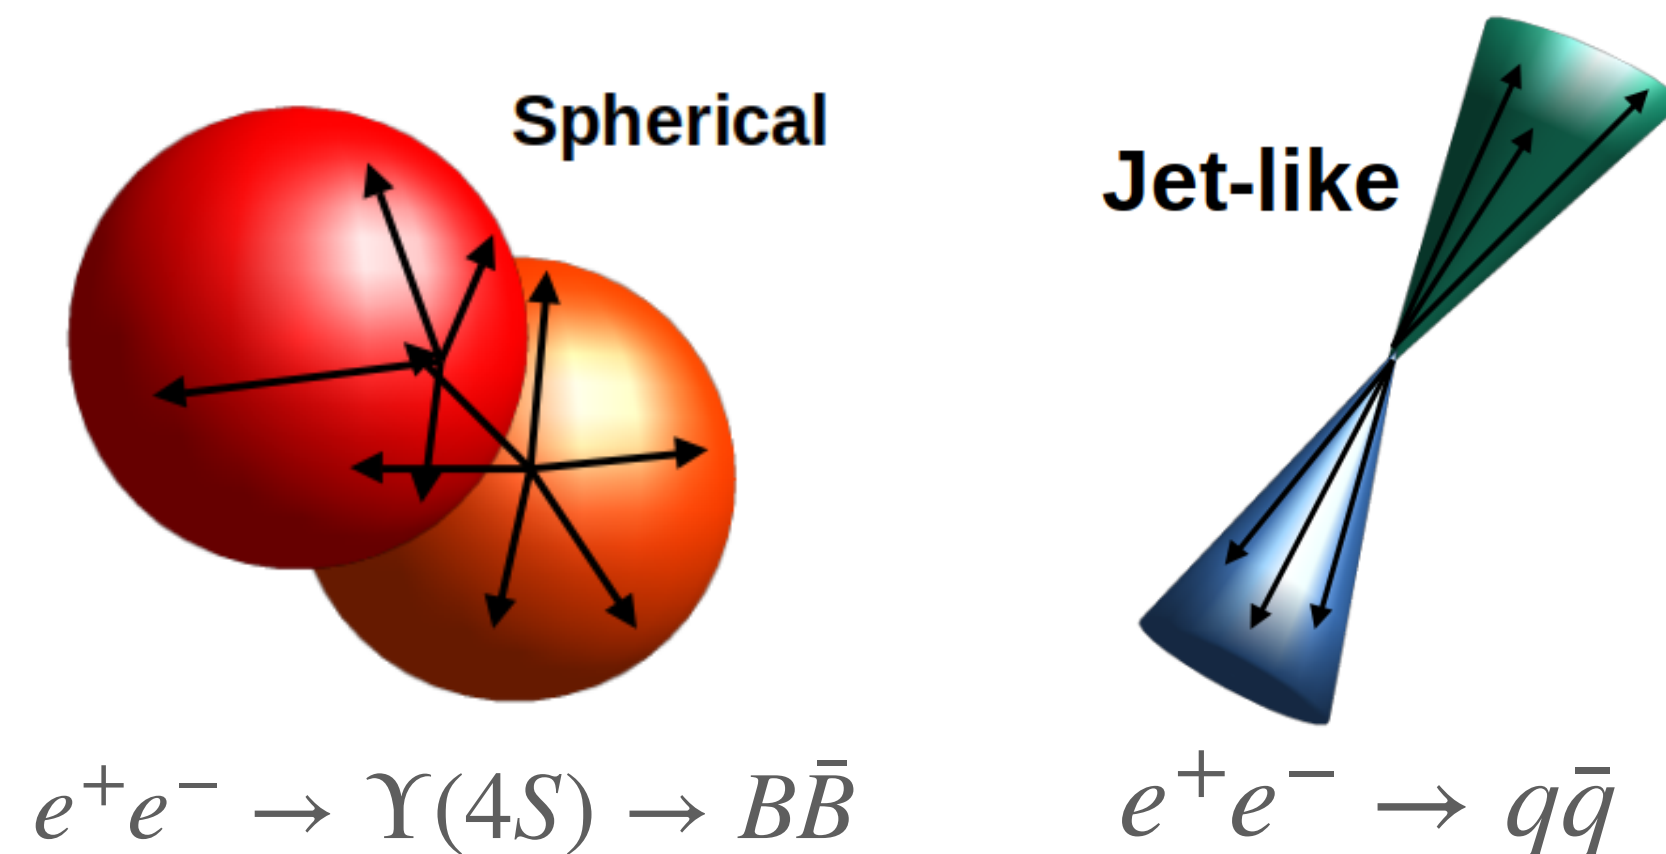 Spherical
Jet-like
e⁺e⁻ → ϒ(4S) → BB̄
e⁺e⁻ → qq̄